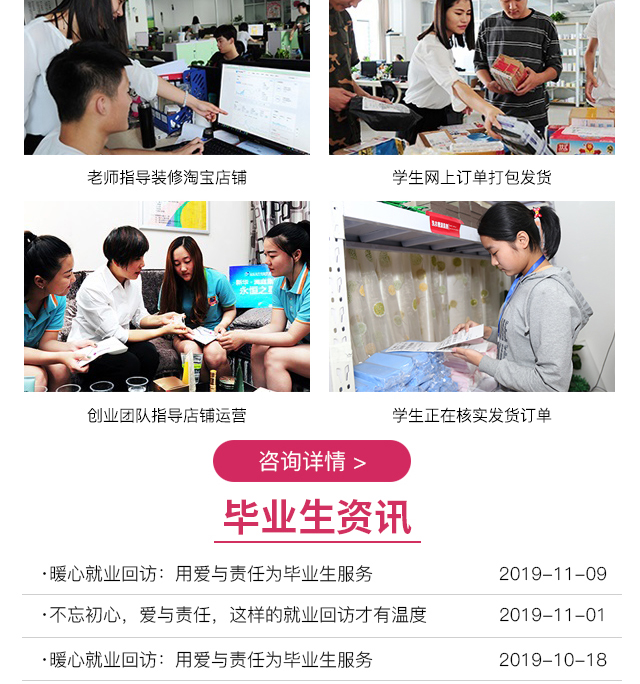 老师指导装修淘宝店铺
学生网上订单打包发货
创业团队指导店铺运营
学生正在核实发货订单
咨询详情 >
毕业生资讯
·暖心就业回访：用爱与责任为毕业生服务 2019-11-09
·不忘初心，爱与责任，这样的就业回访才有温度 2019-11-01
·暖心就业回访：用爱与责任为毕业生服务 2019-10-18